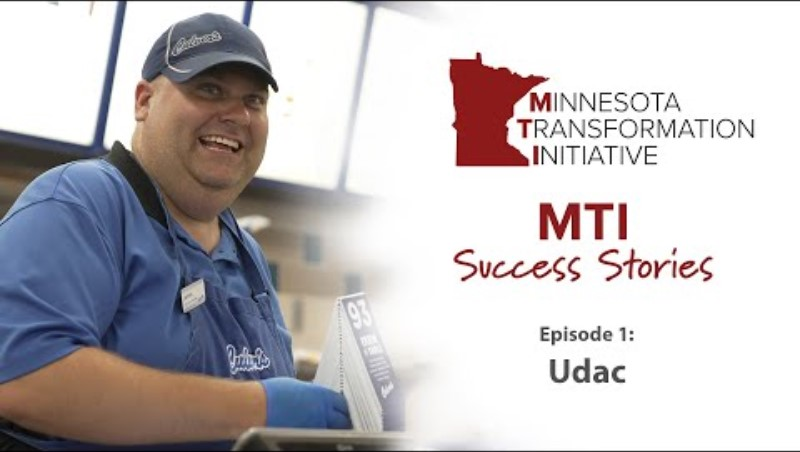 Culver's
MINNESOTA
TRANSFORMATION
INITIATIVE
MTI
Success Stories
Episode 1:
Udac
93
Culver's